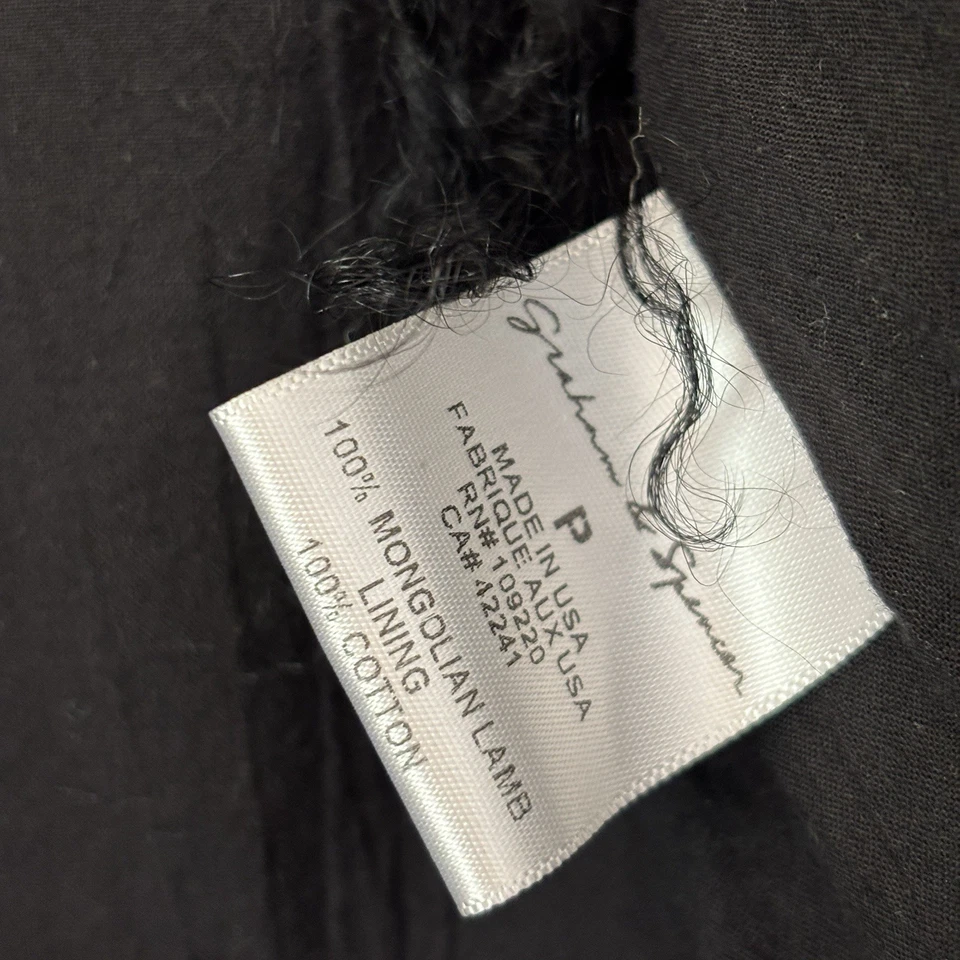 Graham & Spencer
P
MADE IN USA
FABRIQUE AUX USA
RN# 109220
CA# 42241
100% MONGOLIAN LAMB
LINING
100% COTTON